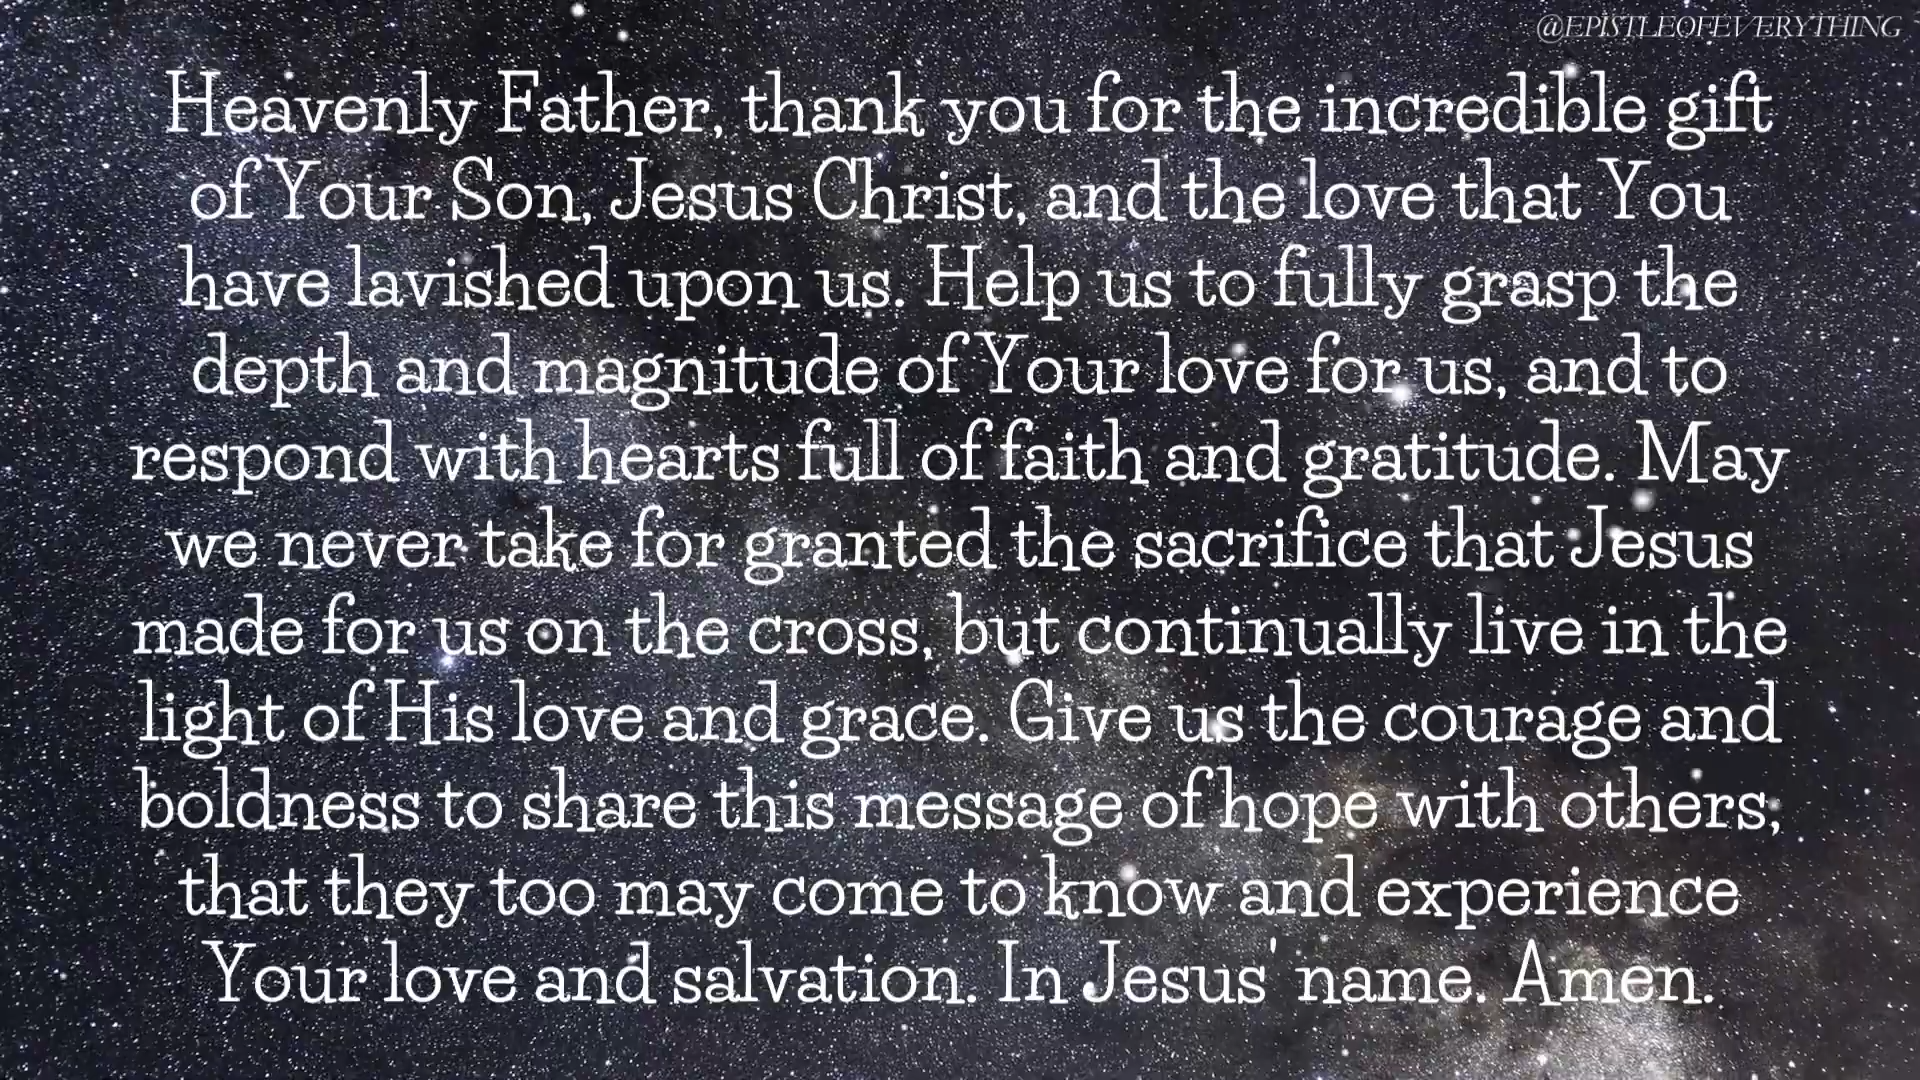 @EPISTLEOFEVERYTHING
Heavenly Father, thank you for the incredible gift
of Your Son, Jesus Christ, and the love that You
have lavished upon us. Help us to fully grasp the
depth and magnitude of Your love for us, and to
respond with hearts full of faith and gratitude. May
we never take for granted the sacrifice that Jesus
made for us on the cross, but continually live in the
light of His love and grace. Give us the courage and
boldness to share this message of hope with others,
that they too may come to know and experience
Your love and salvation. In Jesus' name. Amen.